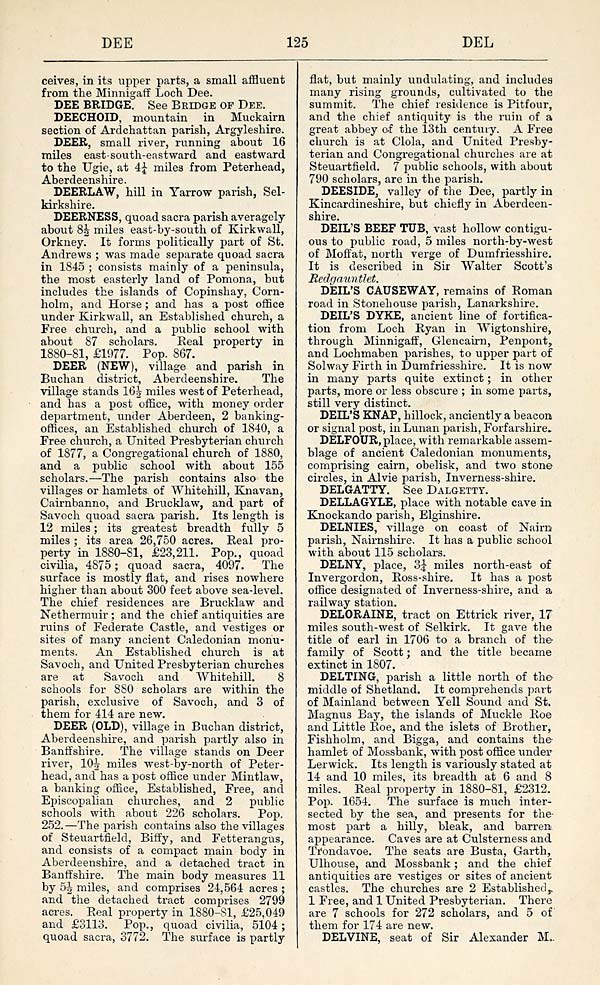 DEE 125 DEL
ceives, in its upper parts, a small affluent
from the Minnigaff Loch Dee.
DEE BRIDGE. See BRIDGE OF DEE.
DEECHOID, mountain in Muckairn
section of Ardchattan parish, Argyleshire.
DEER, small river, running about 16
miles east-south-eastward and eastward
to the Ugie, at 4¼ miles from Peterhead,
Aberdeenshire.
DEERLAW, hill in Yarrow parish, Sel-
kirkshire.
DEERNESS, quoad sacra parish averagely
about 8½ miles east-by-south of Kirkwall,
Orkney. It forms politically part of St.
Andrews ; was made separate quoad sacra
in 1845 ; consists mainly of a peninsula,
the most easterly land of Pomona, but
includes the islands of Copinshay, Corn-
holm, and Horse ; and has a post office
under Kirkwall, an Established church, a
Free church, and a public school with
about 87 scholars. Real property in
1880-81, £1977. Pop. 867.
DEER (NEW), village and parish in
Buchan district, Aberdeenshire. The
village stands 16½ miles west of Peterhead,
and has a post office, with money order
department, under Aberdeen, 2 banking-
offices, an Established church of 1840, a
Free church, a United Presbyterian church
of 1877, a Congregational church of 1880,
and a public school with about 155
scholars.—The parish contains also the
villages or hamlets of Whitehill, Knavan,
Cairnbanno, and Brucklaw, and part of
Savoch quoad sacra parish. Its length is
12 miles ; its greatest breadth fully 5
miles ; its area 26,750 acres. Real pro-
perty in 1880-81, £23,211. Pop., quoad
civilia, 4875 ; quoad sacra, 4097. The
surface is mostly flat, and rises nowhere
higher than about 300 feet above sea-level.
The chief residences are Brucklaw and
Nethermuir ; and the chief antiquities are
ruins of Federate Castle, and vestiges or
sites of many ancient Caledonian monu-
ments. An Established church is at
Savoch, and United Presbyterian churches
are at Savoch and Whitehill. 8
schools for 880 scholars are within the
parish, exclusive of Savoch, and 3 of
them for 414 are new.
DEER (OLD), village in Buchan district,
Aberdeenshire, and parish partly also in
Banffshire. The village stands on Deer
river, 10½ miles west-by-north of Peter-
head, and has a post office under Mintlaw,
a banking office, Established, Free, and
Episcopalian churches, and 2 public
schools with about 226 scholars. Pop.
252.—The parish contains also the villages
of Steuartfield, Biffy, and Fetterangus,
and consists of a compact main body in
Aberdeenshire, and a detached tract in
Banffshire. The main body measures 11
by 5½ miles, and comprises 24,564 acres ;
and the detached tract comprises 2799
acres. Real property in 1880-81, £25,049
and £3113. Pop., quoad civilia, 5104 ;
quoad sacra, 3772. The surface is partly
flat, but mainly undulating, and includes
many rising grounds, cultivated to the
summit. The chief residence is Pitfour,
and the chief antiquity is the ruin of a
great abbey of the 13th century. A Free
church is at Clola, and United Presby-
terian and Congregational churches are at
Steuartfield. 7 public schools, with about
790 scholars, are in the parish.
DEESIDE, valley of the Dee, partly in
Kincardineshire, but chiefly in Aberdeen-
shire.
DEIL'S BEEF TUB, vast hollow contigu-
ous to public road, 5 miles north-by-west
of Moffat, north verge of Dumfriesshire.
It is described in Sir Walter Scott's
Redgauntlet.
DEIL'S CAUSEWAY, remains of Roman
road in Stonehouse parish, Lanarkshire.
DEIL'S DYKE, ancient line of fortifica-
tion from Loch Ryan in Wigtonshire,
through Minnigaff, Glencairn, Penpont,
and Lochmaben parishes, to upper part of
Solway Firth in Dumfriesshire. It is now
in many parts quite extinct ; in other
parts, more or less obscure ; in some parts,
still very distinct.
DEIL'S KNAP, hillock, anciently a beacon
or signal post, in Lunan parish, Forfarshire.
DELFOUR, place, with remarkable assem-
blage of ancient Caledonian monuments,
comprising cairn, obelisk, and two stone
circles, in Alvie parish, Inverness-shire.
DELGATTY. See DALGETTY.
DELLAGYLE, place with notable cave in
Knockando parish, Elginshire.
DELNIES, village on coast of Nairn
parish, Nairnshire. It has a public school
with about 115 scholars.
DELNY, place, 3¾ miles north-east of
Invergordon, Ross-shire. It has a post
office designated of Inverness-shire, and a
railway station.
DELORAINE, tract on Ettrick river, 17
miles south-west of Selkirk. It gave the
title of earl in 1706 to a branch of the
family of Scott ; and the title became
extinct in 1807.
DELTING, parish a little north of the
middle of Shetland. It comprehends part
of Mainland between Yell Sound and St.
Magnus Bay, the islands of Muckle Roe
and Little Roe, and the islets of Brother,
Fishholm, and Bigga, and contains the
hamlet of Mossbank, with post office under
Lerwick. Its length is variously stated at
14 and 10 miles, its breadth at 6 and 8
miles. Real property in 1880-81, £2312.
Pop. 1654. The surface is much inter-
sected by the sea, and presents for the
most part a hilly, bleak, and barren
appearance. Caves are at Culsterness and
Trondavoe. The seats are Busta, Garth,
Ulhouse, and Mossbank ; and the chief
antiquities are vestiges or sites of ancient
castles. The churches are 2 Established,
1 Free, and 1 United Presbyterian. There
are 7 schools for 272 scholars, and 5 of
them for 174 are new.
DELVINE, seat of Sir Alexander M.